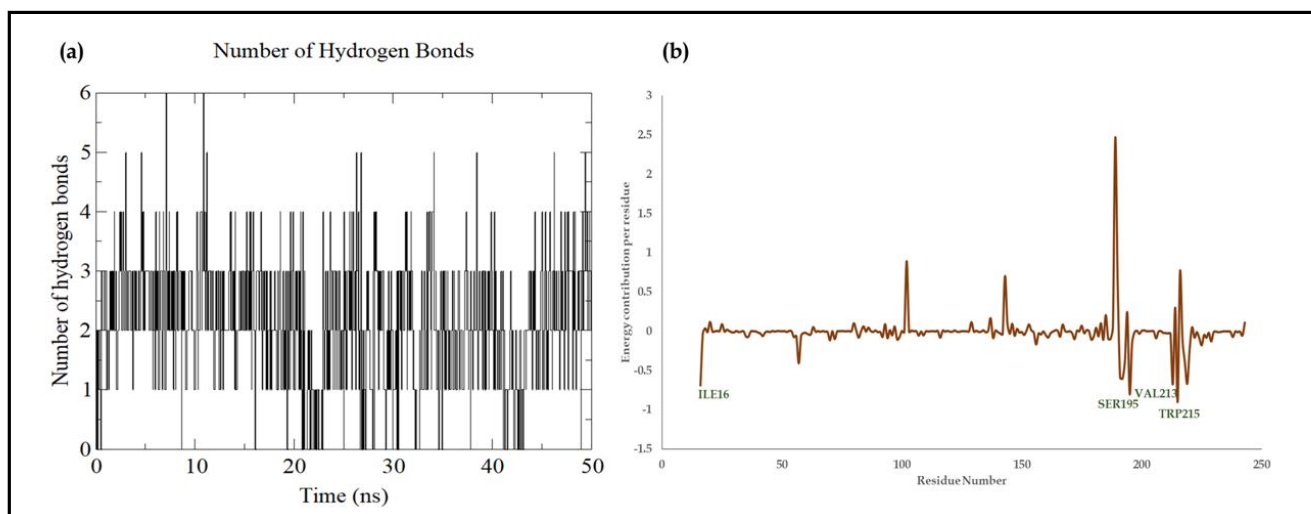 (a)
Number of Hydrogen Bonds
Number of hydrogen bonds
6
5
4
3
2
1
0
0
10
20
30
40
50
Time (ns)
(b)
Energy contribution per residue
3
2.5
2
1.5
1
0.5
0
-0.5
-1
-1.5
ILE16
SER195
VAL213
TRP215
0
50
100
150
200
250
Residue Number